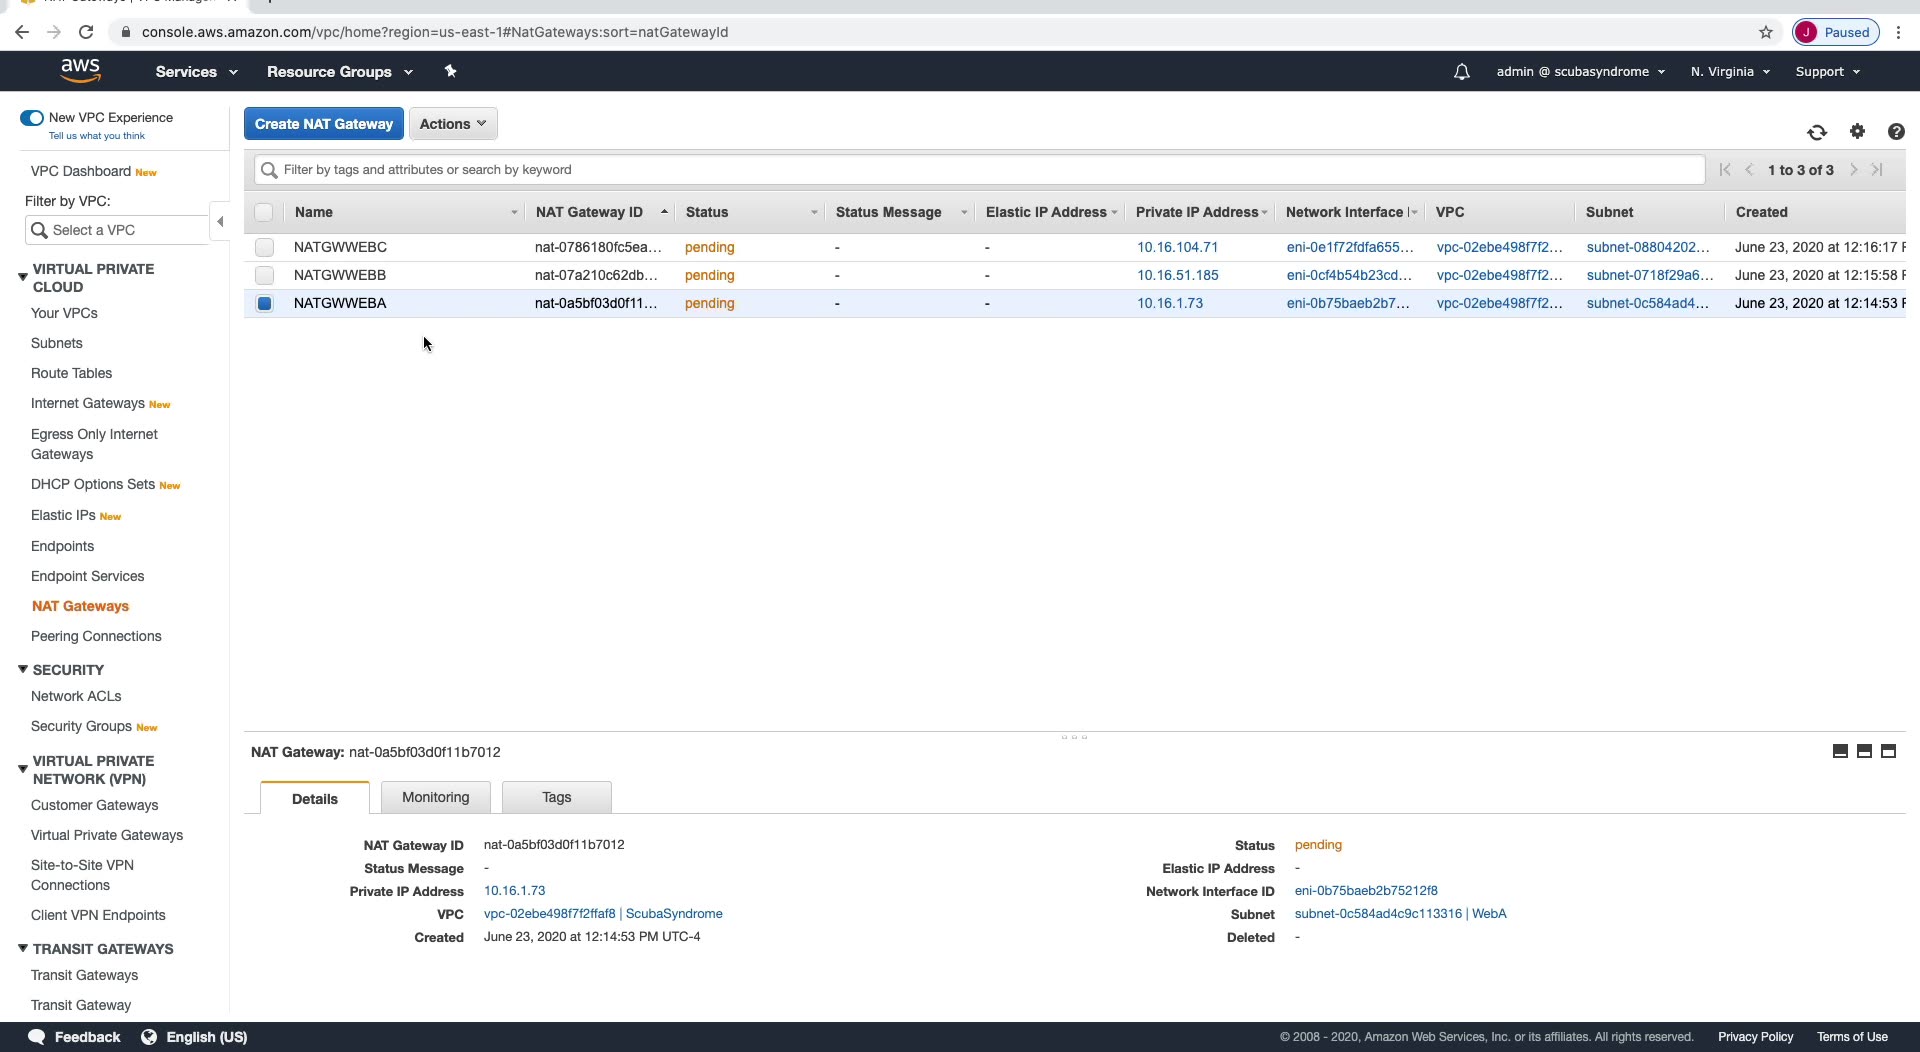 console.aws.amazon.com/vpc/home?region=us-east-1#NatGateways:sort=natGatewayId
J
Paused
aws
Services
Resource Groups
admin @ scubasyndrome
N. Virginia
Support
New VPC Experience
Tell us what you think
VPC Dashboard New
Filter by VPC:
Select a VPC
VIRTUAL PRIVATE
CLOUD
Your VPCs
Subnets
Route Tables
Internet Gateways New
Egress Only Internet
Gateways
DHCP Options Sets New
Elastic IPs New
Endpoints
Endpoint Services
NAT Gateways
Peering Connections
SECURITY
Network ACLs
Security Groups New
VIRTUAL PRIVATE
NETWORK (VPN)
Customer Gateways
Virtual Private Gateways
Site-to-Site VPN
Connections
Client VPN Endpoints
TRANSIT GATEWAYS
Transit Gateways
Transit Gateway
Create NAT Gateway
Actions
Filter by tags and attributes or search by keyword
1 to 3 of 3
Name NAT Gateway ID Status Status Message Elastic IP Address Private IP Address Network Interface VPC Subnet Created
NATGWWEBC nat-0786180fc5ea... pending - - 10.16.104.71 eni-0e1f72fdfa655... vpc-02ebe498f7f2... subnet-08804202... June 23, 2020 at 12:16:17
NATGWWEBB nat-07a210c62db... pending - - 10.16.51.185 eni-0cf4b54b23cd... vpc-02ebe498f7f2... subnet-0718f29a6... June 23, 2020 at 12:15:58
NATGWWEBA nat-0a5bf03d0f11... pending - - 10.16.1.73 eni-0b75baeb2b7... vpc-02ebe498f7f2... subnet-0c584ad4... June 23, 2020 at 12:14:53
NAT Gateway: nat-0a5bf03d0f11b7012
Details
Monitoring
Tags
NAT Gateway ID nat-0a5bf03d0f11b7012
Status Message -
Private IP Address 10.16.1.73
VPC vpc-02ebe498f7f2ffaf8 | ScubaSyndrome
Created June 23, 2020 at 12:14:53 PM UTC-4
Status pending
Elastic IP Address -
Network Interface ID eni-0b75baeb2b75212f8
Subnet subnet-0c584ad4c9c113316 | WebA
Deleted -
Feedback
English (US)
© 2008 - 2020, Amazon Web Services, Inc. or its affiliates. All rights reserved.
Privacy Policy
Terms of Use